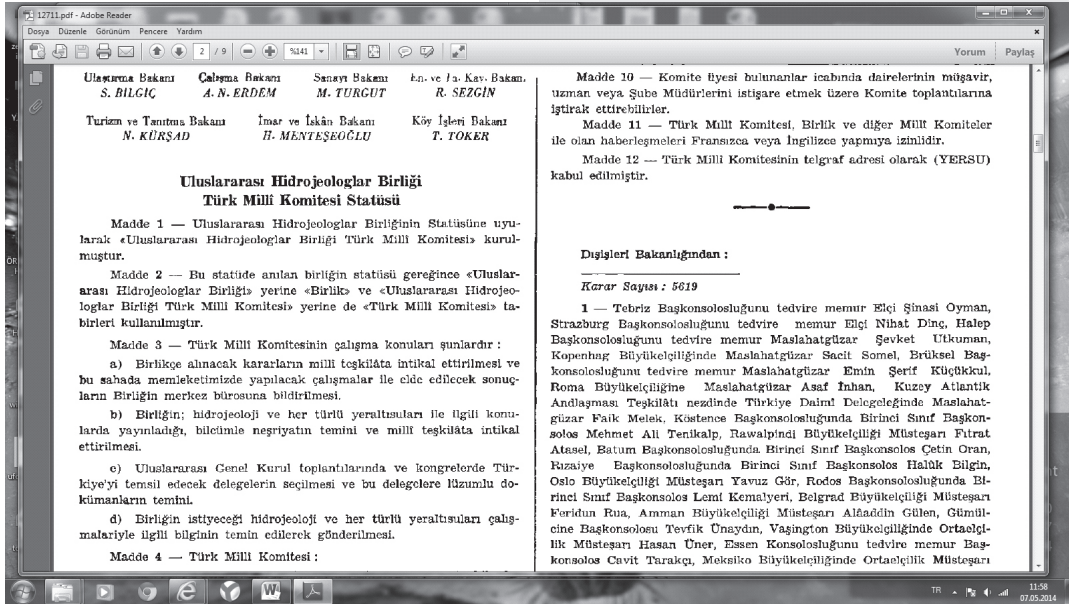 12711.pdf - Adobe Reader
Dosya Düzenle Görünüm Pencere Yardım
2 / 9 %141 Yorum Paylaş
Ulaştırma Bakanı Çalışma Bakanı Sanayi Bakanı En. ve Ta. Kay. Bakanı
S. BİLGİÇ A. N. ERDEM M. TURGUT R. SEZGİN
Turizm ve Tanıtma Bakanı İmar ve İskân Bakanı Köy İşleri Bakanı
N. KÜRŞAD H. MENTEŞEOĞLU T. TOKER
Uluslararası Hidrojeologlar Birliği
Türk Millî Komitesi Statüsü
Madde 1 — Uluslararası Hidrojeologlar Birliğinin Statüsüne uyu-
larak «Uluslararası Hidrojeologlar Birliği Türk Millî Komitesi» kurul-
muştur.
Madde 2 — Bu statüde anılan birliğin statüsü gereğince «Uluslar-
arası Hidrojeologlar Birliği» yerine «Birlik» ve «Uluslararası Hidrojeo-
loglar Birliği Türk Millî Komitesi» yerine de «Türk Millî Komitesi» ta-
birleri kullanılmıştır.
Madde 3 — Türk Millî Komitesinin çalışma konuları şunlardır :
a) Birlikçe alınacak kararların millî teşkilâta intikal ettirilmesi ve
bu sahada memleketimizde yapılacak çalışmalar ile elde edilecek sonuç-
ların Birliğin merkez bürosuna bildirilmesi.
b) Birliğin; hidrojeoloji ve her türlü yeraltısuları ile ilgili konu-
larda yayınladığı, bilcümle neşriyatın temini ve millî teşkilâta intikal
ettirilmesi.
c) Uluslararası Genel Kurul toplantılarında ve kongrelerde Tür-
kiye'yi temsil edecek delegelerin seçilmesi ve bu delegelere lüzumlu do-
kümanların temini.
d) Birliğin istiyeceği hidrojeoloji ve her türlü yeraltısuları çalış-
malariyle ilgili bilginin temin edilerek gönderilmesi.
Madde 4 — Türk Millî Komitesi :
Madde 10 — Komite üyesi bulunanlar icabında dairelerinin müşavir,
uzman veya Şube Müdürlerini istişare etmek üzere Komite toplantılarına
iştirak ettirebilirler.
Madde 11 — Türk Millî Komitesi, Birlik ve diğer Millî Komiteler
ile olan haberleşmeleri Fransızca veya İngilizce yapmıya izinlidir.
Madde 12 — Türk Millî Komitesinin telgraf adresi olarak (YERSU)
kabul edilmiştir.
Dışişleri Bakanlığından :
Karar Sayısı : 5619
1 — Tebriz Başkonsolosluğunu tedvire memur Elçi Şinasi Oyman,
Strazburg Başkonsolosluğunu tedvire memur Elçi Nihat Dinç, Halep
Başkonsolosluğunu tedvire memur Maslahatgüzar Şevket Utkuman,
Kopenhag Büyükelçiliğinde Maslahatgüzar Sacit Somel, Brüksel Baş-
konsolosluğunu tedvire memur Maslahatgüzar Emin Şerif Küçükkul,
Roma Büyükelçiliğine Maslahatgüzar Asaf İnhan, Kuzey Atlantik
Andlaşması Teşkilâtı nezdinde Türkiye Daimî Delegeleğinde Maslahat-
güzar Faik Melek, Köstence Başkonsolosluğunda Birinci Sınıf Başkon-
solos Mehmet Ali Tenikalp, Rawalpindi Büyükelçiliği Müsteşarı Fıtrat
Atasel, Batum Başkonsolosluğunda Birinci Sınıf Başkonsolos Çetin Oran,
Rızaiye Başkonsolosluğunda Birinci Sınıf Başkonsolos Halûk Bilgin,
Oslo Büyükelçiliği Müsteşarı Yavuz Gör, Rodos Başkonsolosluğunda Bi-
rinci Sınıf Başkonsolos Lemi Kemalyeri, Belgrad Büyükelçiliği Müsteşarı
Feridun Rua, Amman Büyükelçiliği Müsteşarı Alâaddin Gülen, Gümül-
cine Başkonsolosu Tevfik Ünaydın, Vaşington Büyükelçiliğinde Ortaelçi-
lik Müsteşarı Hasan Üner, Essen Konsolosluğunu tedvire memur Baş-
konsolos Cavit Tarakçı, Meksiko Büyükelçiliğinde Ortaelçilik Müsteşarı
TR 11:58
07.05.2014